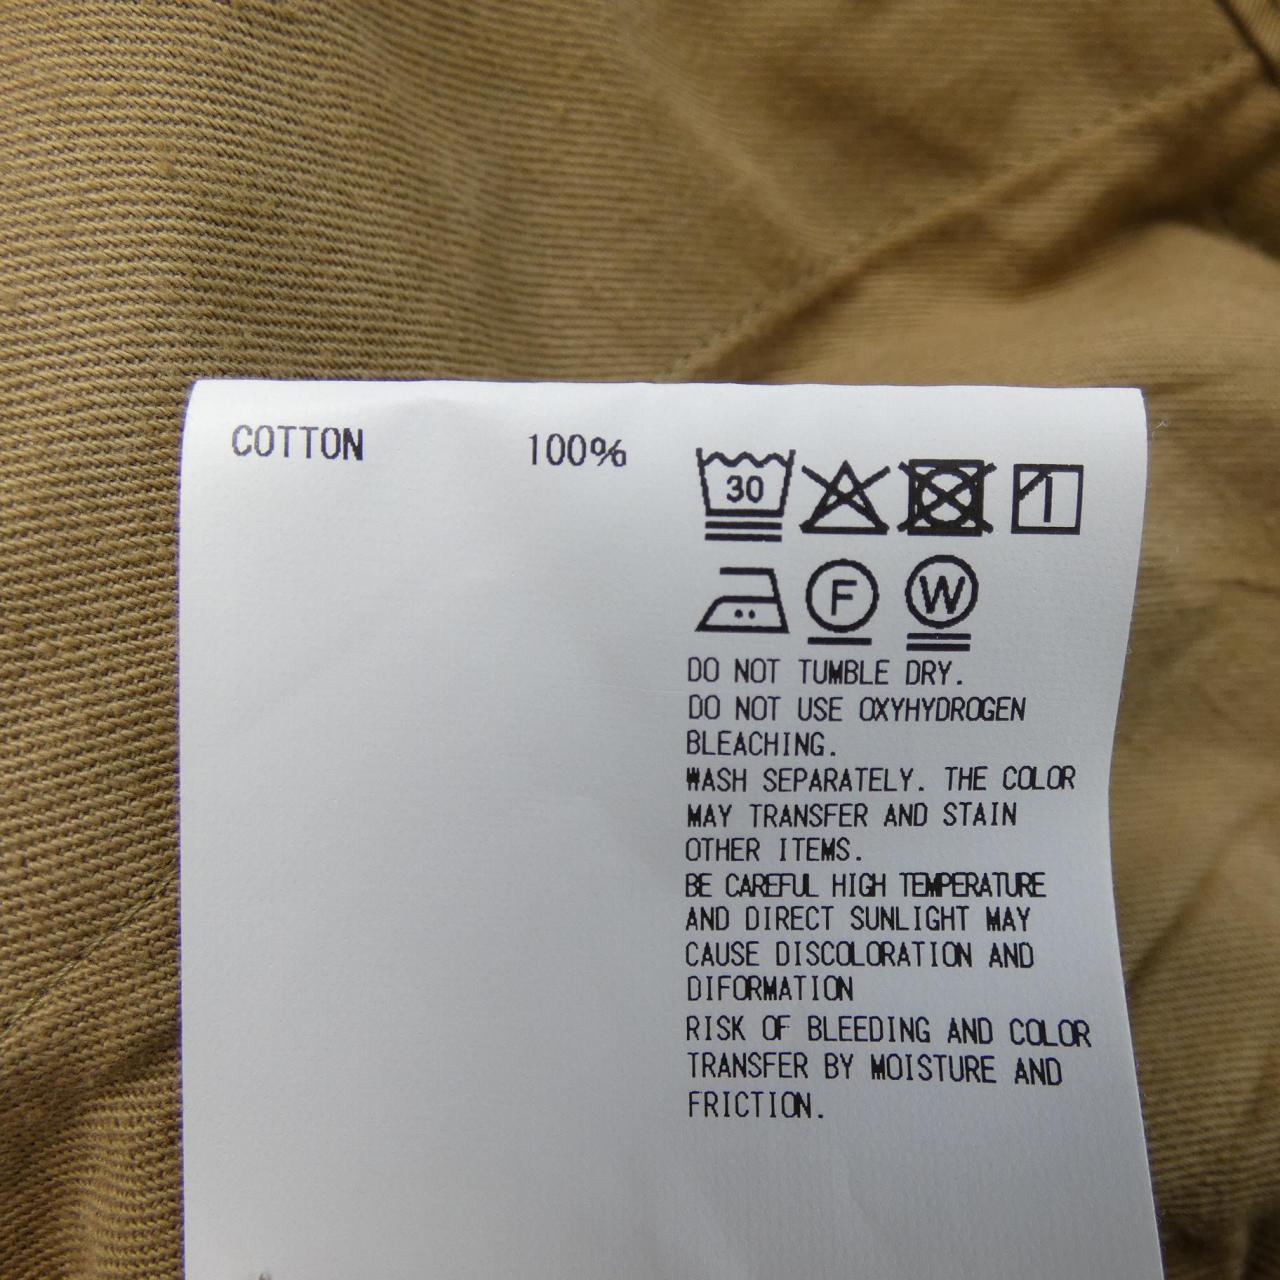 COTTON 100%
30
F W
DO NOT TUMBLE DRY.
DO NOT USE OXYHYDROGEN
BLEACHING.
WASH SEPARATELY. THE COLOR
MAY TRANSFER AND STAIN
OTHER ITEMS.
BE CAREFUL HIGH TEMPERATURE
AND DIRECT SUNLIGHT MAY
CAUSE DISCOLORATION AND
DIFORMATION
RISK OF BLEEDING AND COLOR
TRANSFER BY MOISTURE AND
FRICTION.